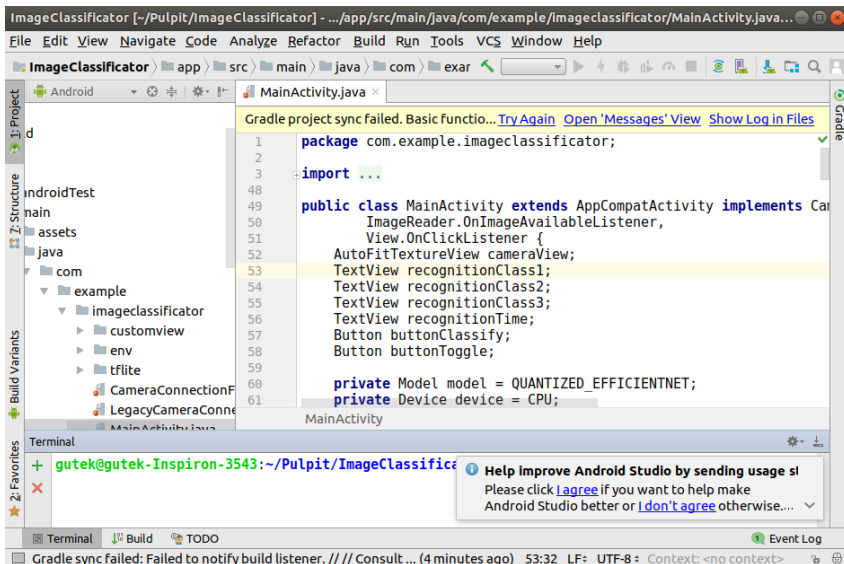 ImageClassificator [~/Pulpit/ImageClassificator] - .../app/src/main/java/com/example/imageclassificator/MainActivity.java...
File Edit View Navigate Code Analyze Refactor Build Run Tools VCS Window Help
ImageClassificator app src main java com exar
1: Project
Android
MainActivity.java
Gradle
Gradle project sync failed. Basic functio... Try Again Open 'Messages' View Show Log in Files
d
androidTest
main
assets
java
com
example
imageclassificator
customview
env
tflite
CameraConnectionF
LegacyCameraConne
MainActivity.java
7: Structure
Build Variants
2: Favorites
1 package com.example.imageclassificator;
2
3 import ...
48
49 public class MainActivity extends AppCompatActivity implements Car
50 ImageReader.OnImageAvailableListener,
51 View.OnClickListener {
52 AutoFitTextureView cameraView;
53 TextView recognitionClass1;
54 TextView recognitionClass2;
55 TextView recognitionClass3;
56 TextView recognitionTime;
57 Button buttonClassify;
58 Button buttonToggle;
59
60 private Model model = QUANTIZED_EFFICIENTNET;
61 private Device device = CPU;
MainActivity
Terminal
gutek@gutek-Inspiron-3543:~/Pulpit/ImageClassifica
Help improve Android Studio by sending usage st
Please click I agree if you want to help make
Android Studio better or I don't agree otherwise....
Terminal Build TODO 1 Event Log
Gradle sync failed: Failed to notify build listener. // // Consult ... (4 minutes ago) 53:32 LF UTF-8 Context: <no context>